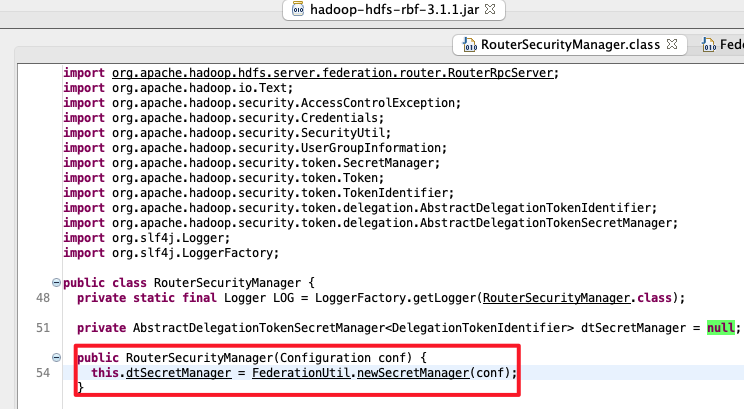 hadoop-hdfs-rbf-3.1.1.jar
RouterSecurityManager.class
Fed
import org.apache.hadoop.hdfs.server.federation.router.RouterRpcServer;
import org.apache.hadoop.io.Text;
import org.apache.hadoop.security.AccessControlException;
import org.apache.hadoop.security.Credentials;
import org.apache.hadoop.security.SecurityUtil;
import org.apache.hadoop.security.UserGroupInformation;
import org.apache.hadoop.security.token.SecretManager;
import org.apache.hadoop.security.token.Token;
import org.apache.hadoop.security.token.TokenIdentifier;
import org.apache.hadoop.security.token.delegation.AbstractDelegationTokenIdentifier;
import org.apache.hadoop.security.token.delegation.AbstractDelegationTokenSecretManager;
import org.slf4j.Logger;
import org.slf4j.LoggerFactory;
public class RouterSecurityManager {
48 private static final Logger LOG = LoggerFactory.getLogger(RouterSecurityManager.class);
51 private AbstractDelegationTokenSecretManager<DelegationTokenIdentifier> dtSecretManager = null;
public RouterSecurityManager(Configuration conf) {
54 this.dtSecretManager = FederationUtil.newSecretManager(conf);
}